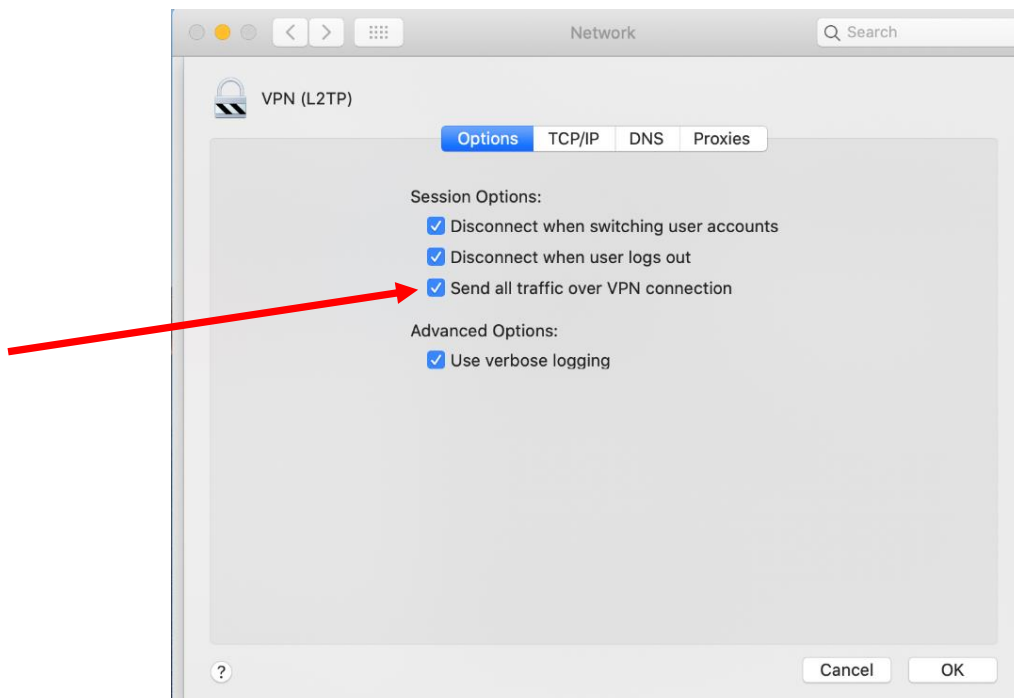 Network
Search
VPN (L2TP)
Options TCP/IP DNS Proxies
Session Options:
Disconnect when switching user accounts
Disconnect when user logs out
Send all traffic over VPN connection
Advanced Options:
Use verbose logging
?
Cancel OK